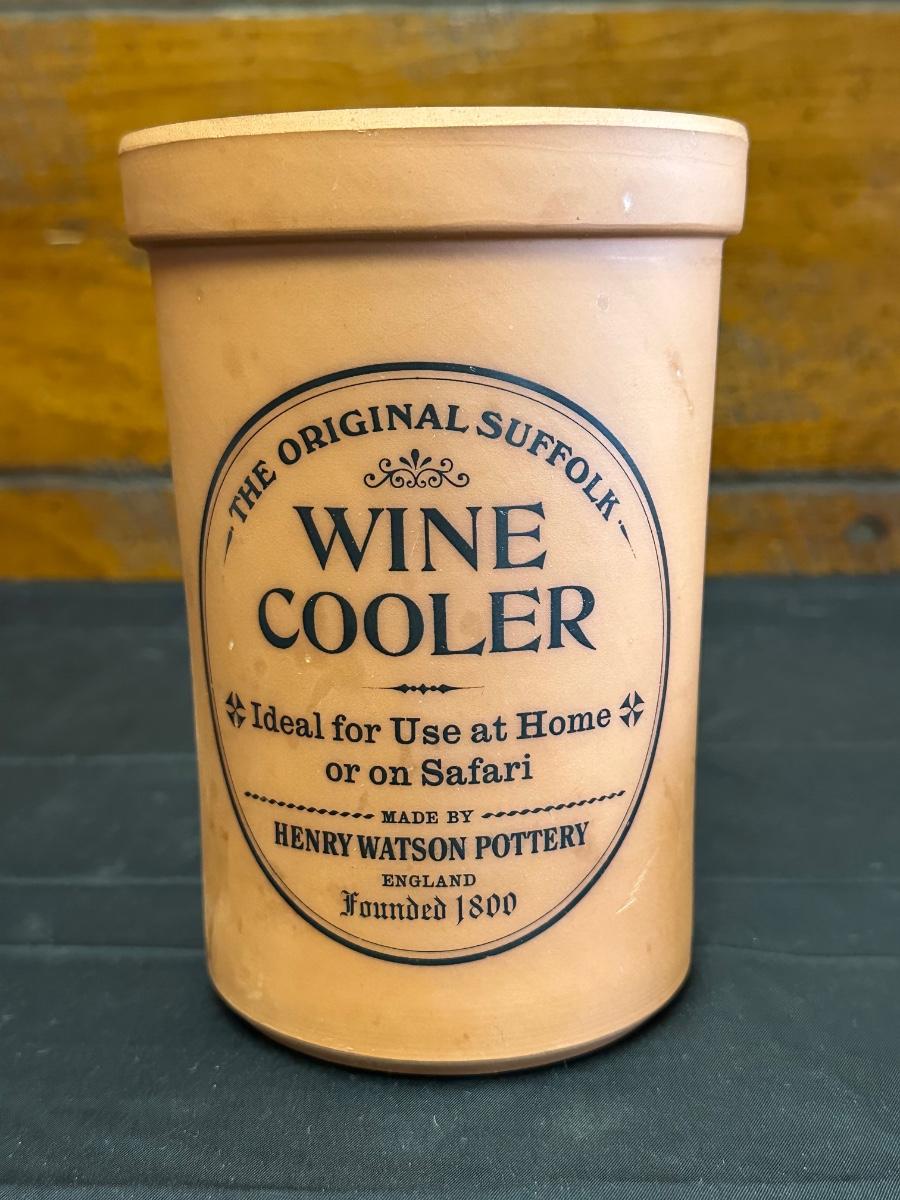 THE ORIGINAL SUFFOLK
WINE
COOLER
Ideal for Use at Home
or on Safari
MADE BY
HENRY WATSON POTTERY
ENGLAND
Founded 1800